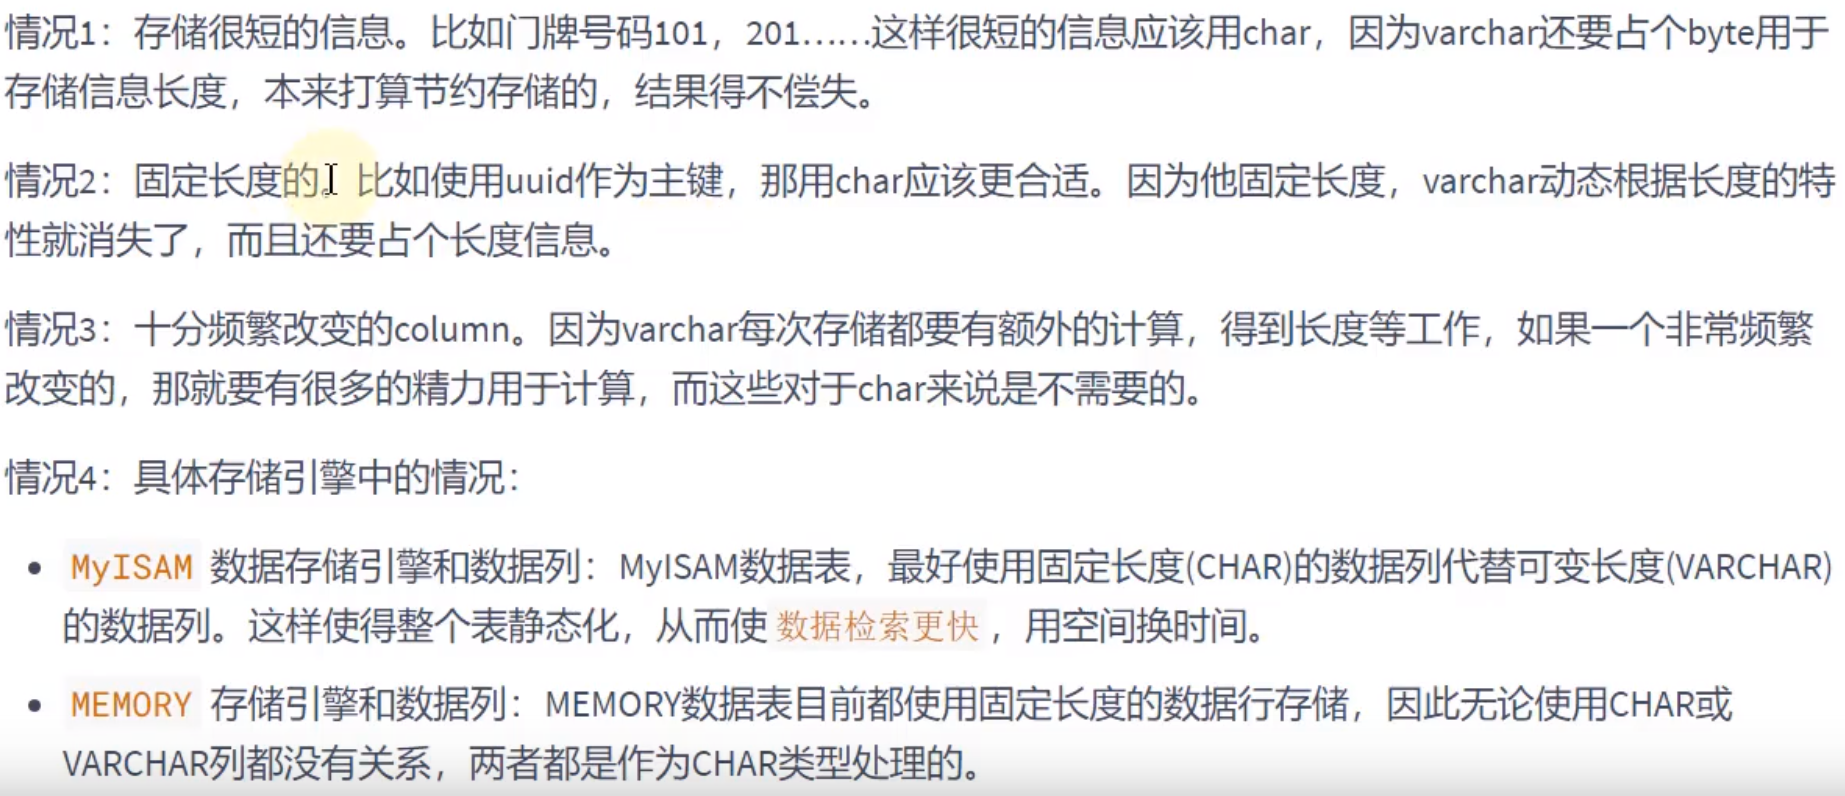 情况1：存储很短的信息。比如门牌号码101，201……这样很短的信息应该用char，因为varchar还要占个byte用于
存储信息长度，本来打算节约存储的，结果得不偿失。
情况2：固定长度的。比如使用uuid作为主键，那用char应该更合适。因为他固定长度，varchar动态根据长度的特
性就消失了，而且还要占个长度信息。
情况3：十分频繁改变的column。因为varchar每次存储都要有额外的计算，得到长度等工作，如果一个非常频繁
改变的，那就要有很多的精力用于计算，而这些对于char来说是不需要的。
情况4：具体存储引擎中的情况：
• MyISAM 数据存储引擎和数据列：MyISAM数据表，最好使用固定长度(CHAR)的数据列代替可变长度(VARCHAR)
的数据列。这样使得整个表静态化，从而使 数据检索更快 ，用空间换时间。
• MEMORY 存储引擎和数据列：MEMORY数据表目前都使用固定长度的数据行存储，因此无论使用CHAR或
VARCHAR列都没有关系，两者都是作为CHAR类型处理的。